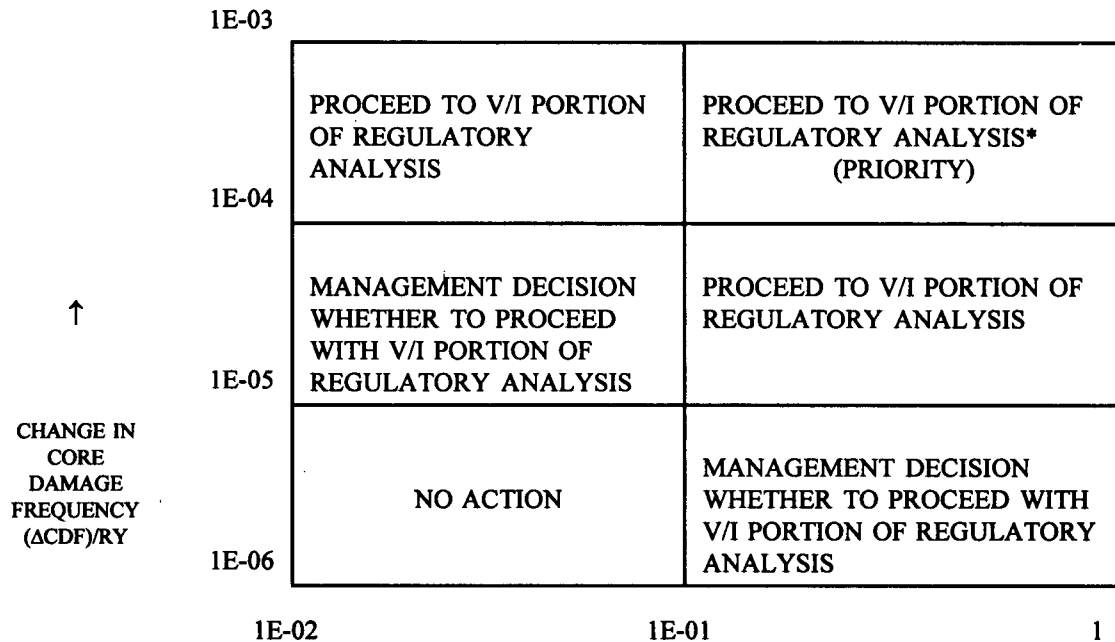 1E-03
PROCEED TO V/I PORTION
OF REGULATORY
ANALYSIS
PROCEED TO V/I PORTION OF
REGULATORY ANALYSIS*
(PRIORITY)
1E-04
↑
MANAGEMENT DECISION
WHETHER TO PROCEED
WITH V/I PORTION OF
REGULATORY ANALYSIS
PROCEED TO V/I PORTION OF
REGULATORY ANALYSIS
1E-05
CHANGE IN
CORE
DAMAGE
FREQUENCY
(ΔCDF)/RY
NO ACTION
MANAGEMENT DECISION
WHETHER TO PROCEED WITH
V/I PORTION OF REGULATORY
ANALYSIS
1E-06
1E-02
1E-01
1